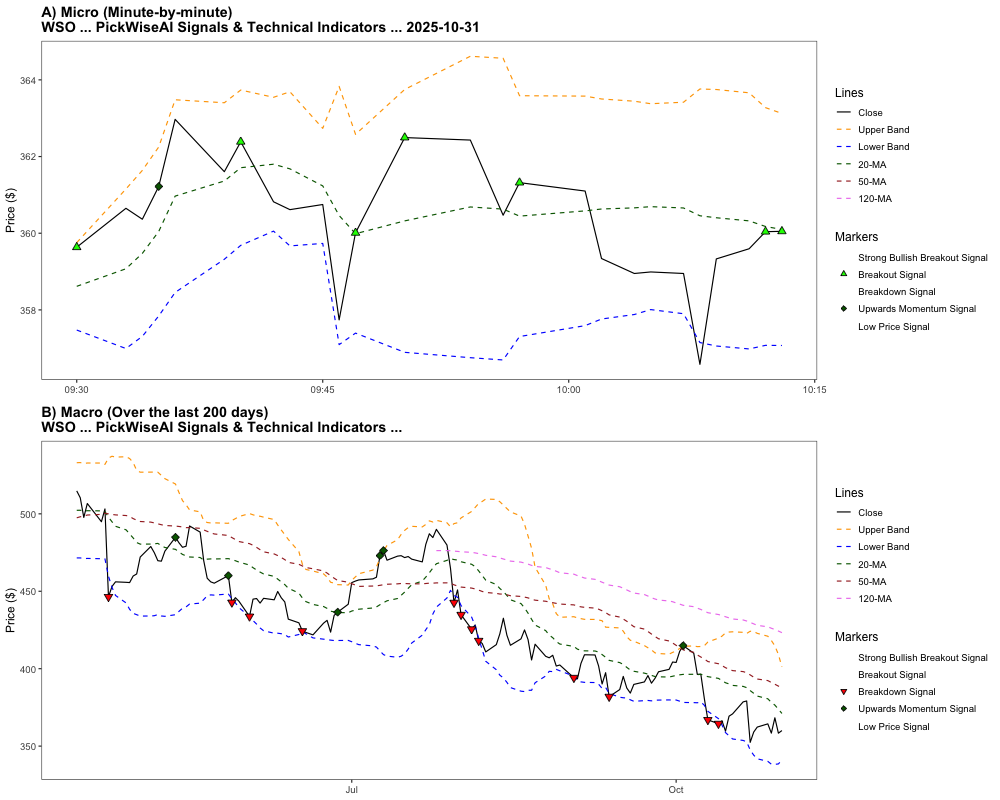 A) Micro (Minute-by-minute)
WSO ... PickWiseAI Signals & Technical Indicators ... 2025-10-31
Price ($)
364
362
360
358
09:30
09:45
10:00
10:15
Lines
Close
Upper Band
Lower Band
20-MA
50-MA
120-MA
Markers
Strong Bullish Breakout Signal
Breakout Signal
Breakdown Signal
Upwards Momentum Signal
Low Price Signal
B) Macro (Over the last 200 days)
WSO ... PickWiseAI Signals & Technical Indicators ...
Price ($)
500
450
400
350
Jul
Oct
Lines
Close
Upper Band
Lower Band
20-MA
50-MA
120-MA
Markers
Strong Bullish Breakout Signal
Breakout Signal
Breakdown Signal
Upwards Momentum Signal
Low Price Signal